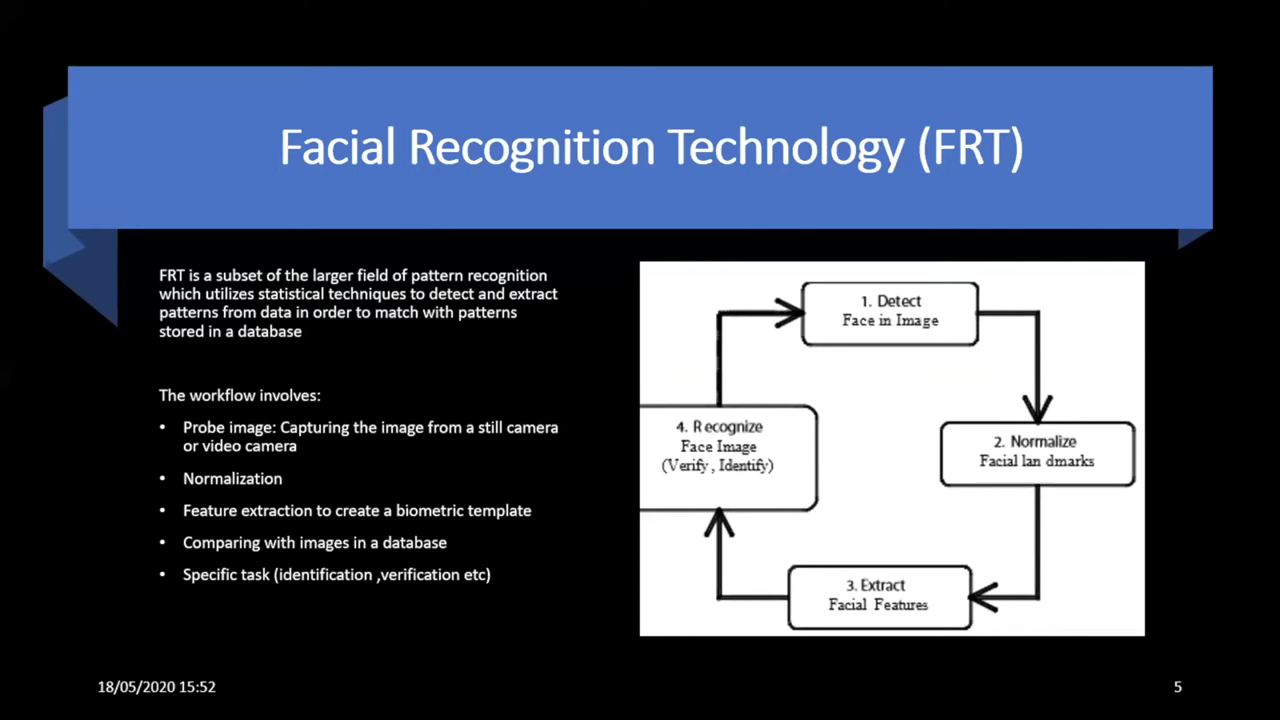 Facial Recognition Technology (FRT)
FRT is a subset of the larger field of pattern recognition
which utilizes statistical techniques to detect and extract
patterns from data in order to match with patterns
stored in a database
The workflow involves:
• Probe image: Capturing the image from a still camera
or video camera
• Normalization
• Feature extraction to create a biometric template
• Comparing with images in a database
• Specific task (identification ,verification etc)
1. Detect
Face in Image
2. Normalize
Facial lan dmarks
3. Extract
Facial Features
4. R ecognize
Face Image
(Verify , Identify)
18/05/2020 15:52
5